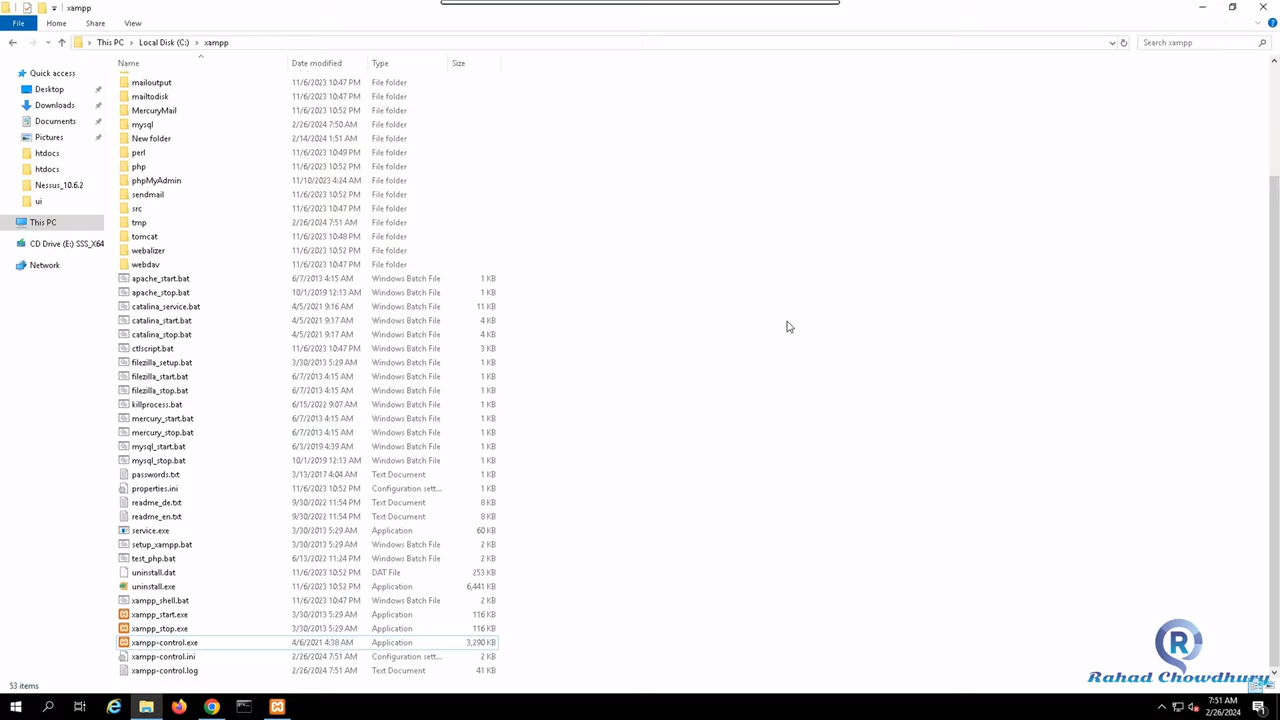 xampp
File Home Share View
This PC Local Disk (C:) xampp
Search xampp
Name Date modified Type Size
Quick access
Desktop
Downloads
Documents
Pictures
htdocs
htdocs
Nessus_10.6.2
ui
This PC
CD Drive (E:) SSS_X64
Network
mailoutput 11/6/2023 10:47 PM File folder
mailtodisk 11/6/2023 10:47 PM File folder
MercuryMail 11/6/2023 10:52 PM File folder
mysql 2/26/2024 7:50 AM File folder
New folder 2/14/2024 1:51 AM File folder
perl 11/6/2023 10:49 PM File folder
php 11/6/2023 10:52 PM File folder
phpMyAdmin 11/10/2023 4:24 AM File folder
sendmail 11/6/2023 10:52 PM File folder
src 11/6/2023 10:47 PM File folder
tmp 2/26/2024 7:51 AM File folder
tomcat 11/6/2023 10:48 PM File folder
webalizer 11/6/2023 10:52 PM File folder
webdav 11/6/2023 10:52 PM File folder
apache_start.bat 6/7/2013 4:15 AM Windows Batch File 1 KB
apache_stop.bat 10/1/2019 12:13 AM Windows Batch File 1 KB
catalina_service.bat 4/5/2021 9:16 AM Windows Batch File 11 KB
catalina_start.bat 4/5/2021 9:17 AM Windows Batch File 4 KB
catalina_stop.bat 4/5/2021 9:17 AM Windows Batch File 4 KB
ctlscript.bat 11/6/2023 10:47 PM Windows Batch File 3 KB
filezilla_setup.bat 3/30/2013 5:29 AM Windows Batch File 1 KB
filezilla_start.bat 6/7/2013 4:15 AM Windows Batch File 1 KB
filezilla_stop.bat 6/7/2013 4:15 AM Windows Batch File 1 KB
killprocess.bat 6/15/2022 9:07 AM Windows Batch File 1 KB
mercury_start.bat 6/7/2013 4:15 AM Windows Batch File 1 KB
mercury_stop.bat 6/7/2013 4:15 AM Windows Batch File 1 KB
mysql_start.bat 6/3/2019 4:39 AM Windows Batch File 1 KB
mysql_stop.bat 10/1/2019 12:13 AM Windows Batch File 1 KB
passwords.txt 3/13/2017 4:04 AM Text Document 1 KB
properties.ini 11/6/2023 10:52 PM Configuration sett... 1 KB
readme_de.txt 9/30/2022 11:54 PM Text Document 8 KB
readme_en.txt 9/30/2022 11:54 PM Text Document 8 KB
service.exe 3/30/2013 5:29 AM Application 60 KB
setup_xampp.bat 3/30/2013 5:29 AM Windows Batch File 2 KB
test_php.bat 6/13/2022 11:24 PM Windows Batch File 2 KB
uninstall.dat 11/6/2023 10:52 PM DAT File 253 KB
uninstall.exe 11/6/2023 10:52 PM Application 6,441 KB
xampp_shell.bat 11/6/2023 10:47 PM Windows Batch File 2 KB
xampp_start.exe 3/30/2013 5:29 AM Application 116 KB
xampp_stop.exe 3/30/2013 5:29 AM Application 116 KB
xampp-control.exe 4/6/2021 4:38 AM Application 3,290 KB
xampp-control.ini 2/26/2024 7:51 AM Configuration sett... 2 KB
xampp-control.log 2/26/2024 7:51 AM Text Document 41 KB
R
Rahad Chowdhury
53 items
7:51 AM
2/26/2024
1